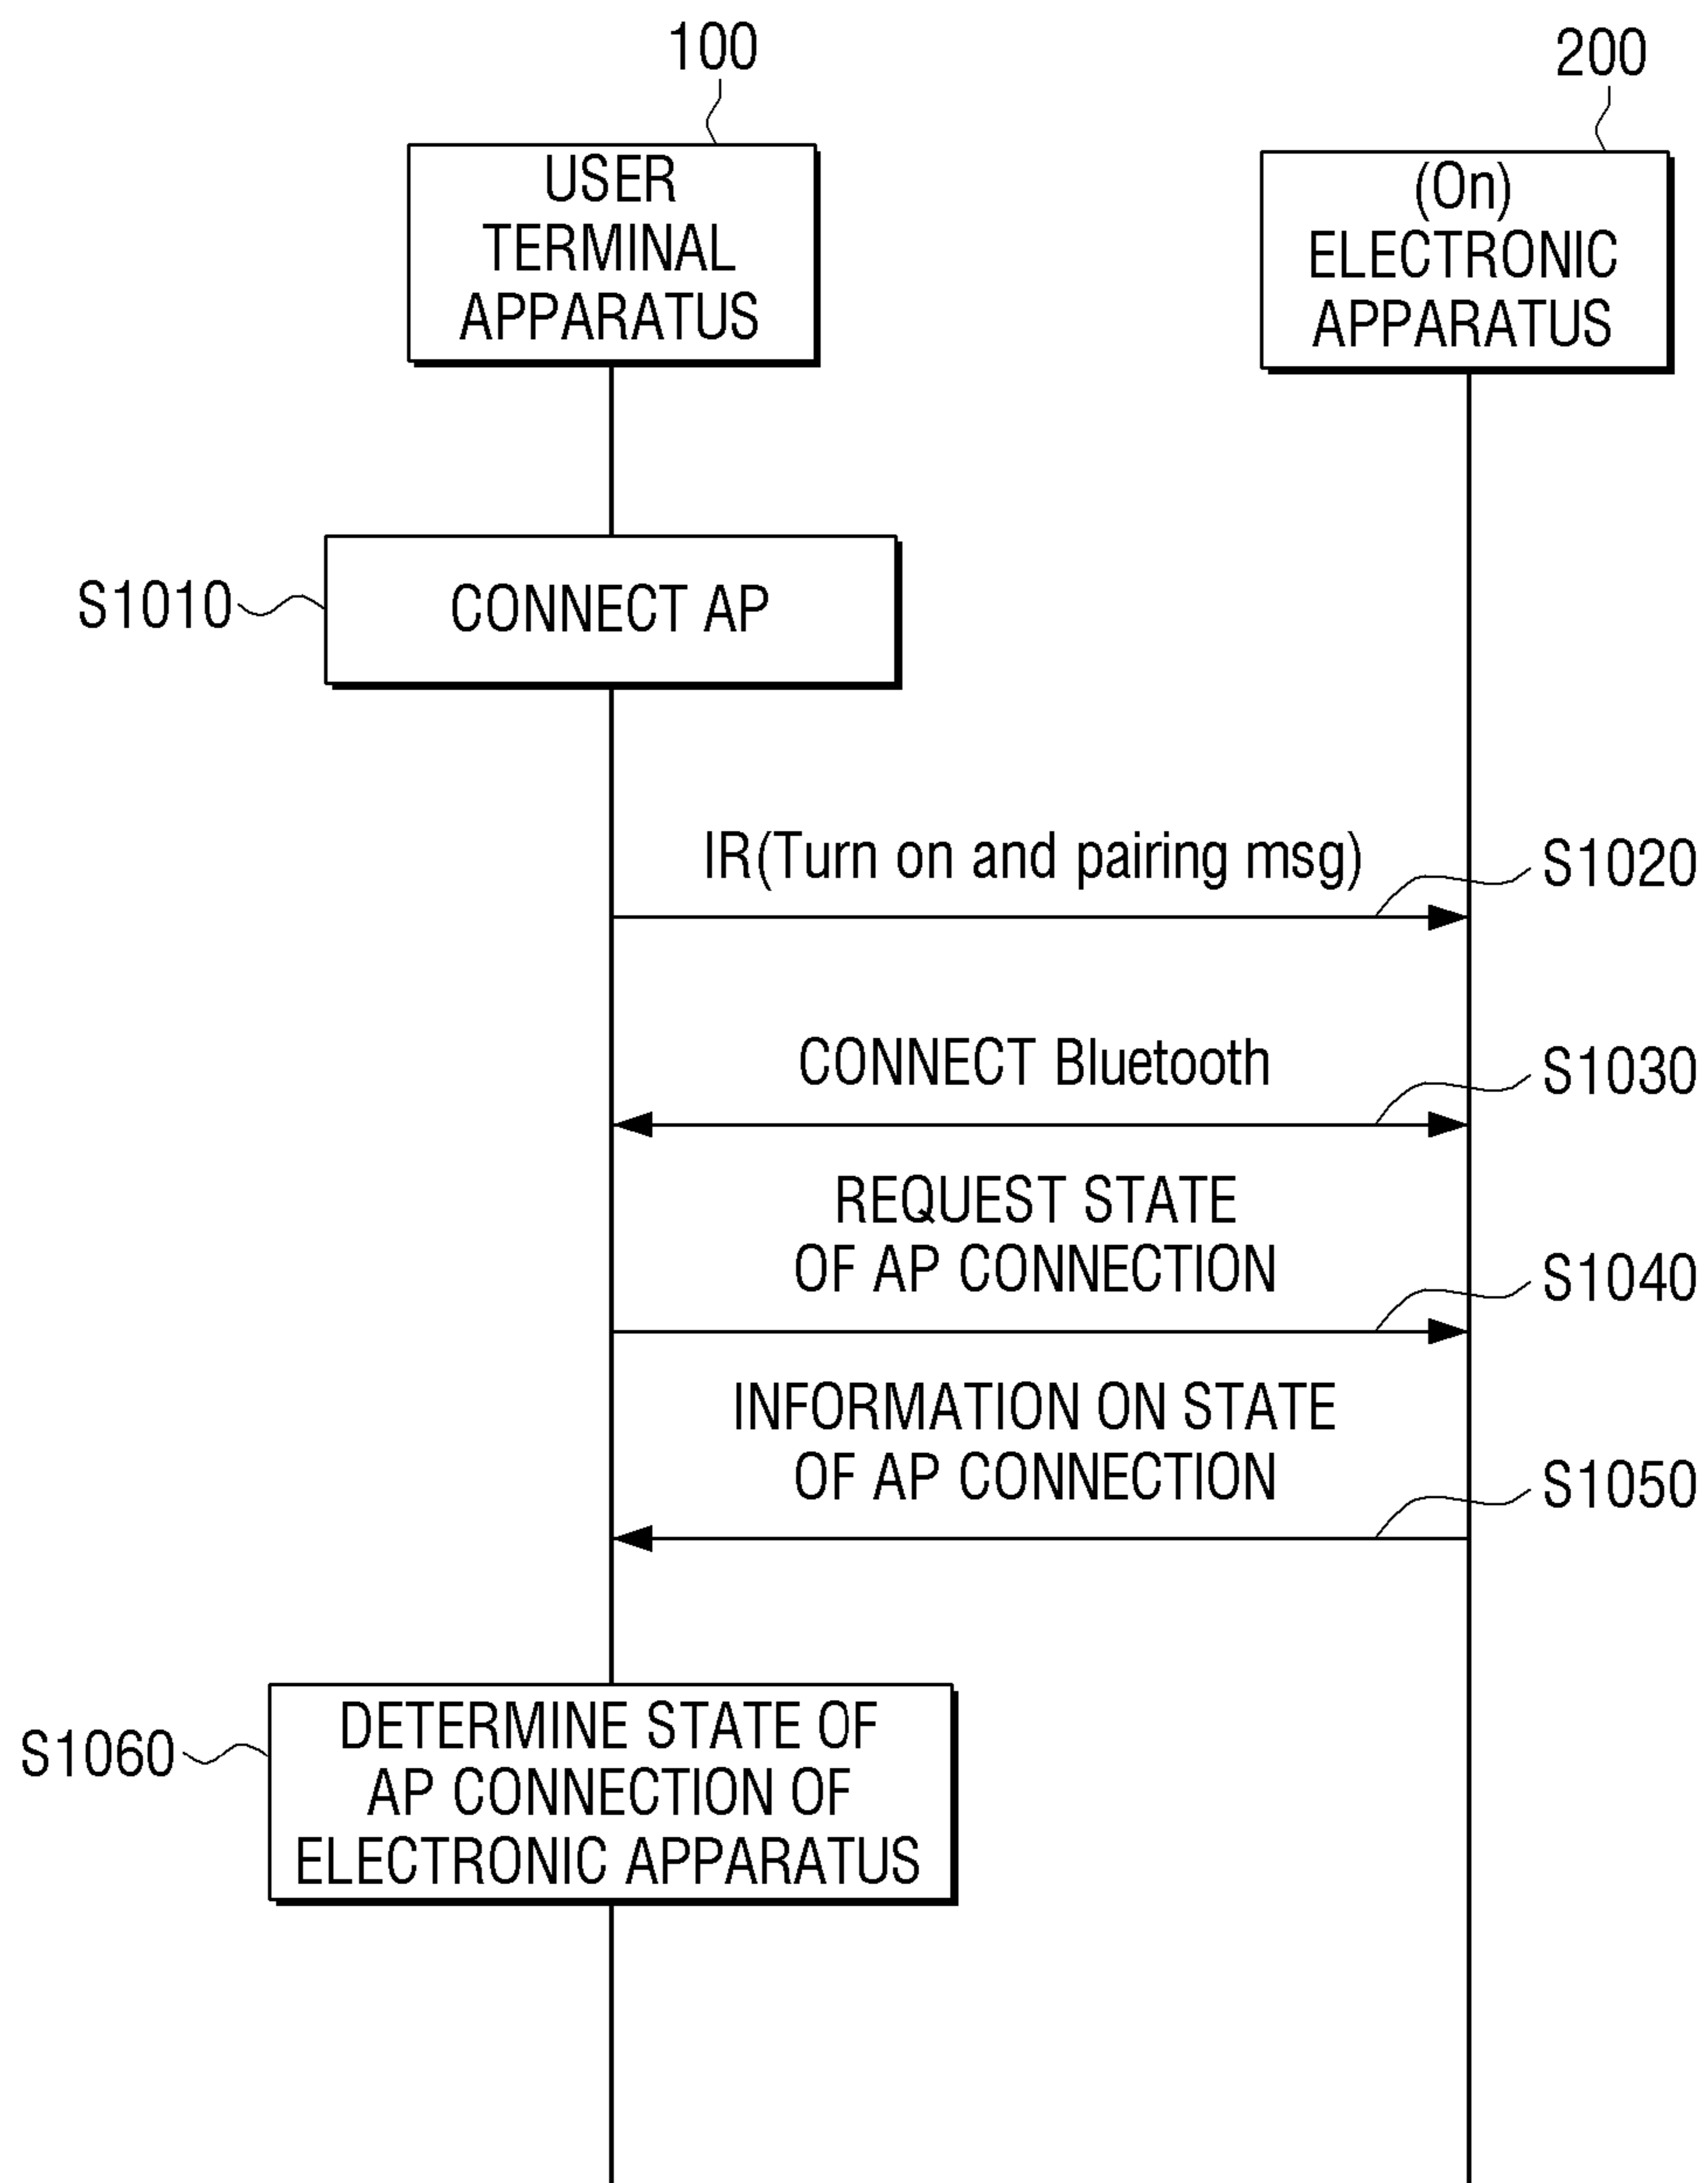 100
200
USER
TERMINAL
APPARATUS
(On)
ELECTRONIC
APPARATUS
S1010
CONNECT AP
IR(Turn on and pairing msg)
S1020
CONNECT Bluetooth
S1030
REQUEST STATE
OF AP CONNECTION
S1040
INFORMATION ON STATE
OF AP CONNECTION
S1050
S1060
DETERMINE STATE OF
AP CONNECTION OF
ELECTRONIC APPARATUS